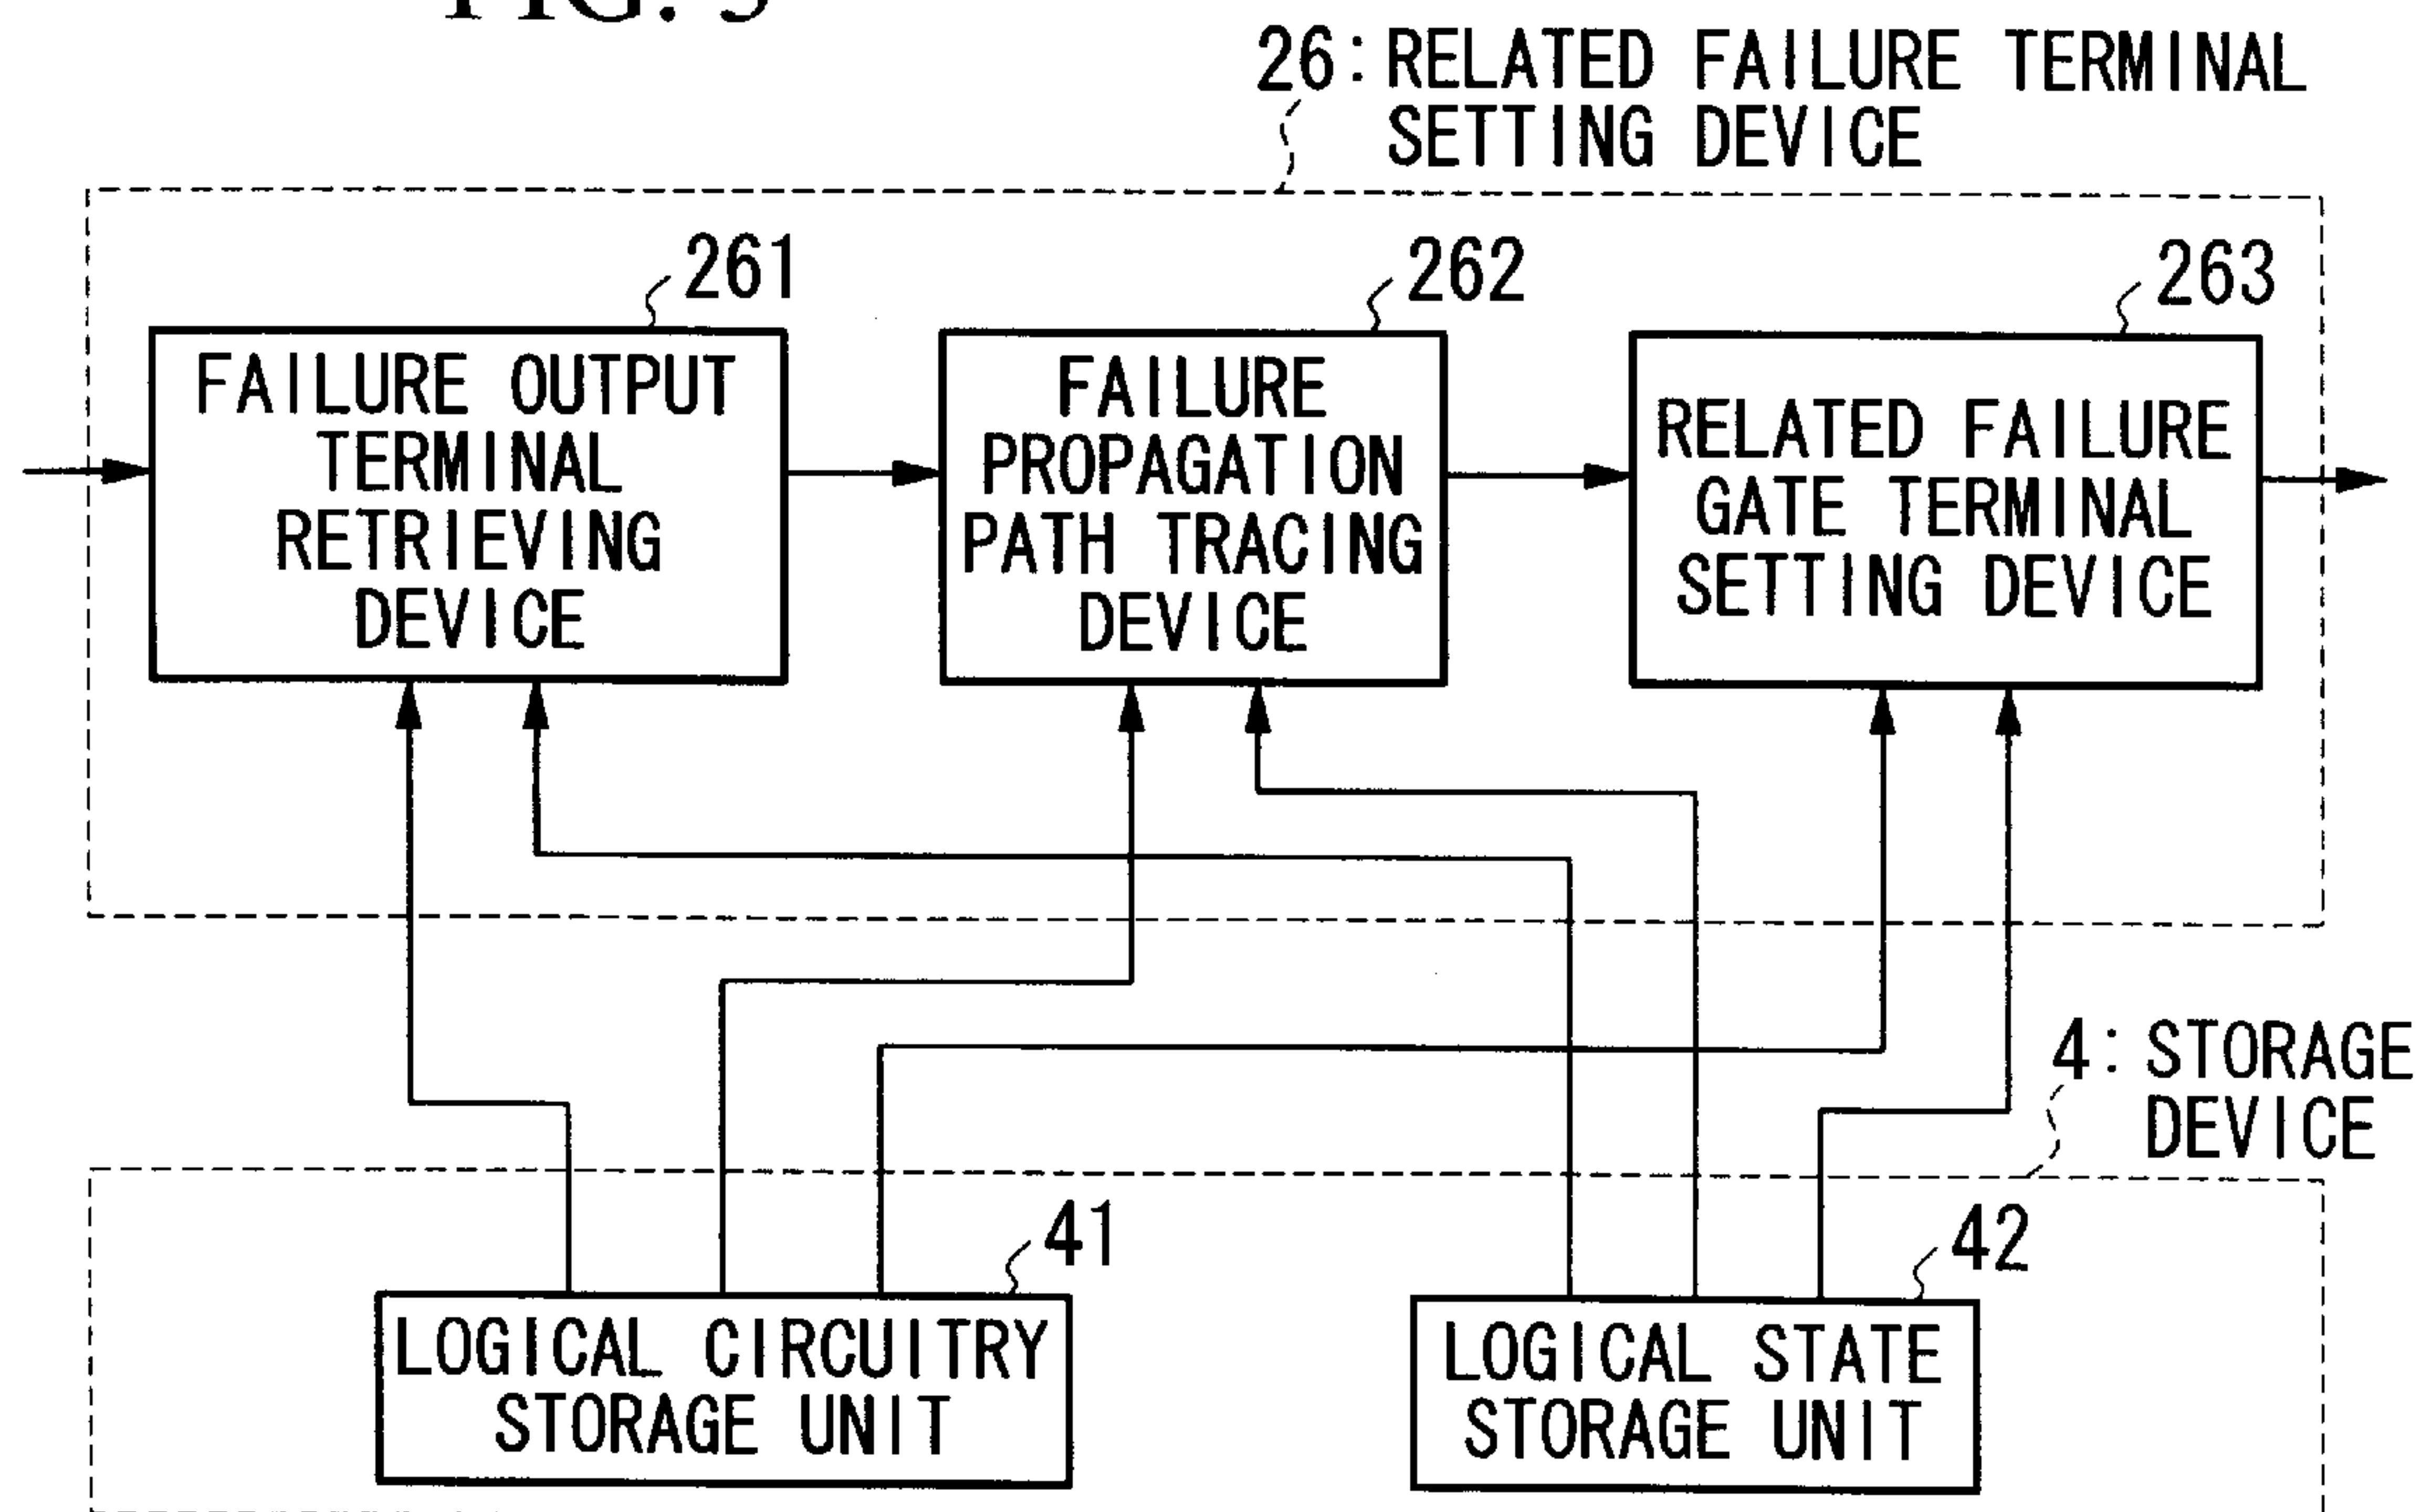 FIG. 5
26: RELATED FAILURE TERMINAL
SETTING DEVICE
261
262
263
FAILURE OUTPUT
TERMINAL
RETRIEVING
DEVICE
FAILURE
PROPAGATION
PATH TRACING
DEVICE
RELATED FAILURE
GATE TERMINAL
SETTING DEVICE
4: STORAGE
DEVICE
41
42
LOGICAL CIRCUITRY
STORAGE UNIT
LOGICAL STATE
STORAGE UNIT